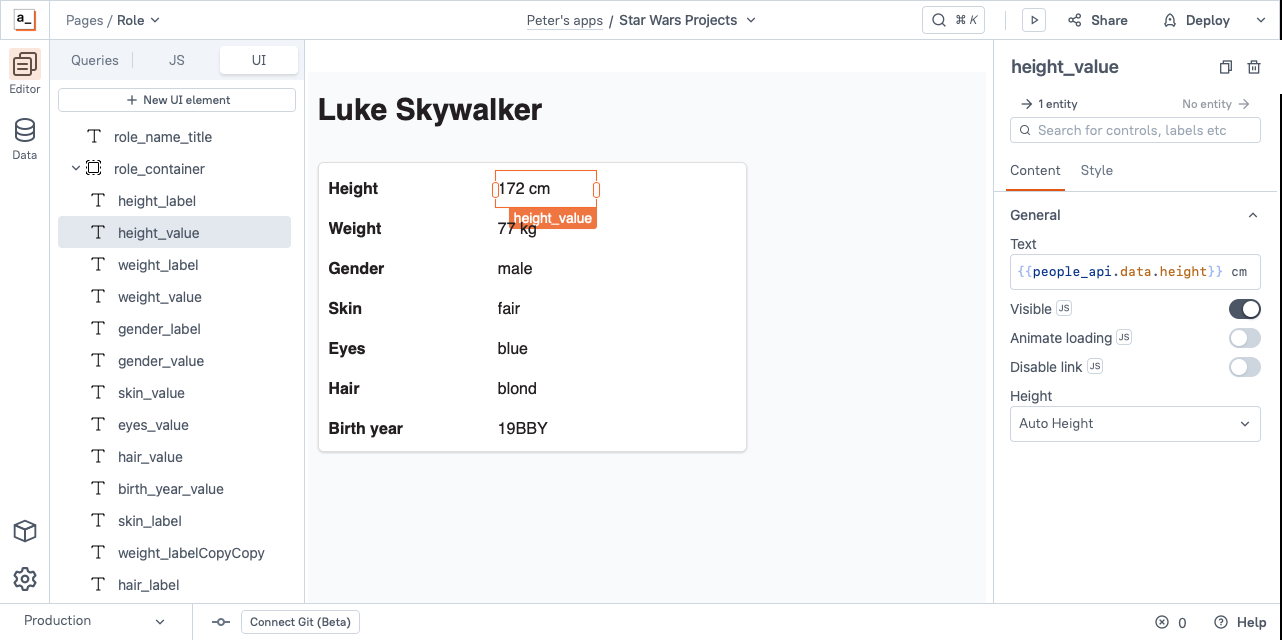 a_
Pages / Role
Peter's apps / Star Wars Projects
⌘ K
Share
Deploy
Editor
Data
Queries
JS
UI
+ New UI element
role_name_title
role_container
height_label
height_value
weight_label
weight_value
gender_label
gender_value
skin_value
eyes_value
hair_value
birth_year_value
skin_label
weight_labelCopyCopy
hair_label
Luke Skywalker
Height 172 cm
height_value
Weight 77 kg
Gender male
Skin fair
Eyes blue
Hair blond
Birth year 19BBY
height_value
→ 1 entity
No entity →
Search for controls, labels etc
Content
Style
General
Text
{{people_api.data.height}} cm
Visible JS
Animate loading JS
Disable link JS
Height
Auto Height
Production
Connect Git (Beta)
0
Help